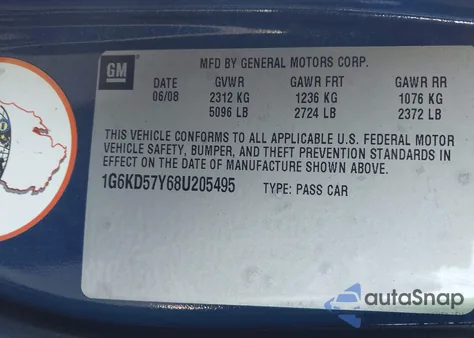 MFD BY GENERAL MOTORS CORP.
GM
DATE GVWR GAWR FRT GAWR RR
06/08 2312 KG 1236 KG 1076 KG
5096 LB 2724 LB 2372 LB
THIS VEHICLE CONFORMS TO ALL APPLICABLE U.S. FEDERAL MOTOR
VEHICLE SAFETY, BUMPER, AND THEFT PREVENTION STANDARDS IN
EFFECT ON THE DATE OF MANUFACTURE SHOWN ABOVE.
1G6KD57Y68U205495 TYPE: PASS CAR
autoSnap